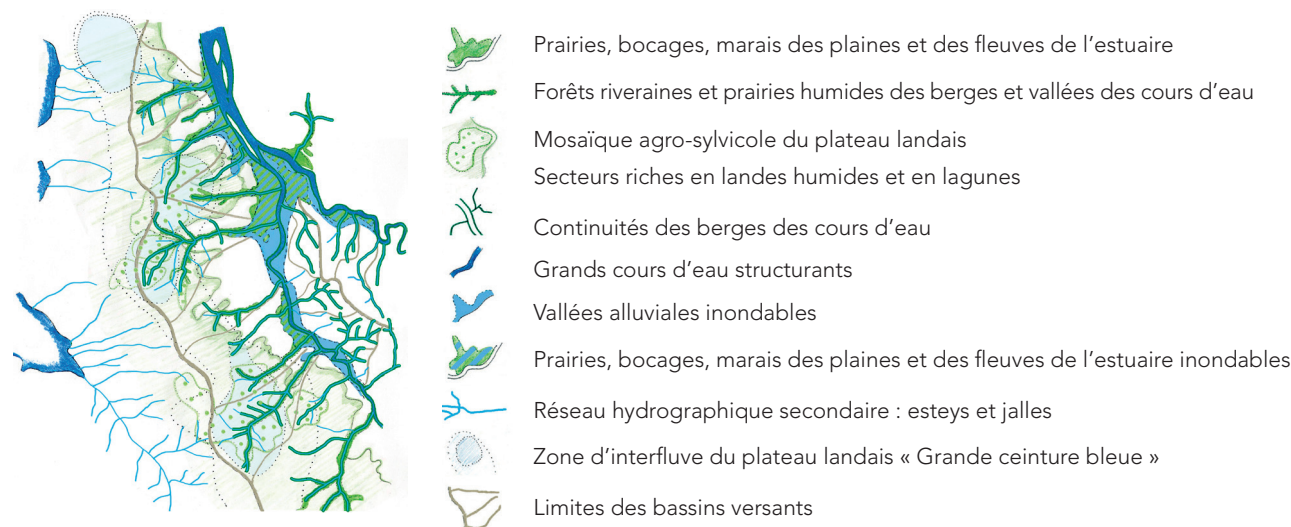 Prairies, bocages, marais des plaines et des fleuves de l’estuaire
Forêts riveraines et prairies humides des berges et vallées des cours d’eau
Mosaïque agro-sylvicole du plateau landais
Secteurs riches en landes humides et en lagunes
Continuités des berges des cours d’eau
Grands cours d’eau structurants
Vallées alluviales inondables
Prairies, bocages, marais des plaines et des fleuves de l’estuaire inondables
Réseau hydrographique secondaire : esteys et jalles
Zone d’interfluve du plateau landais « Grande ceinture bleue »
Limites des bassins versants